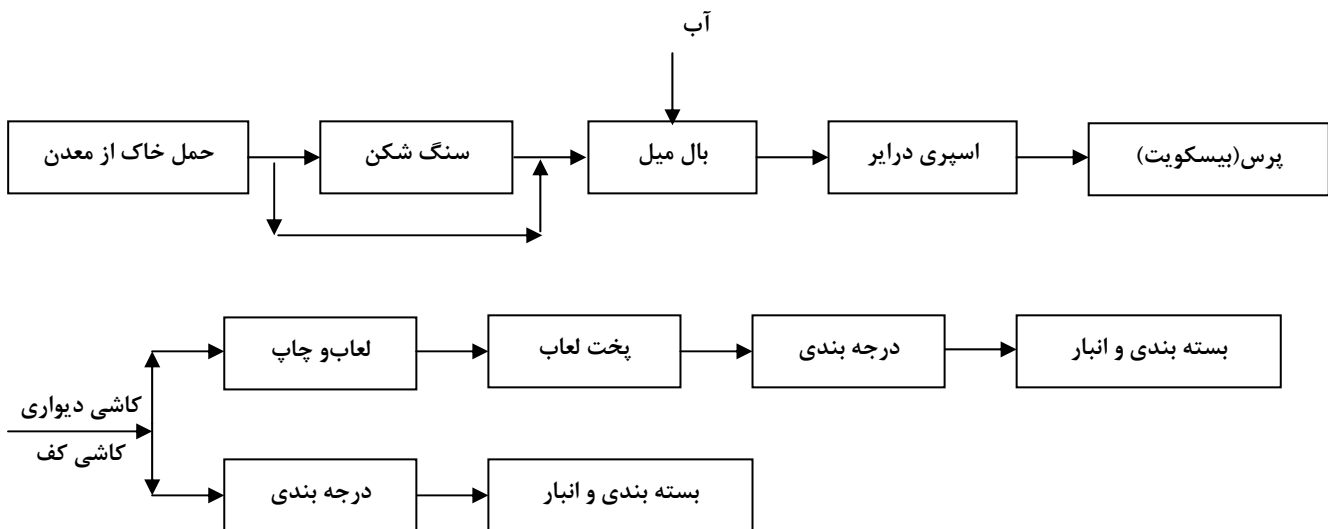 آب
حمل خاک از معدن
سنگ شکن
بال میل
اسپری درایر
پرس(بیسکویت)
کاشی دیواری
کاشی کف
لعاب‌و چاپ
پخت لعاب
درجه بندی
بسته بندی و انبار
درجه بندی
بسته بندی و انبار